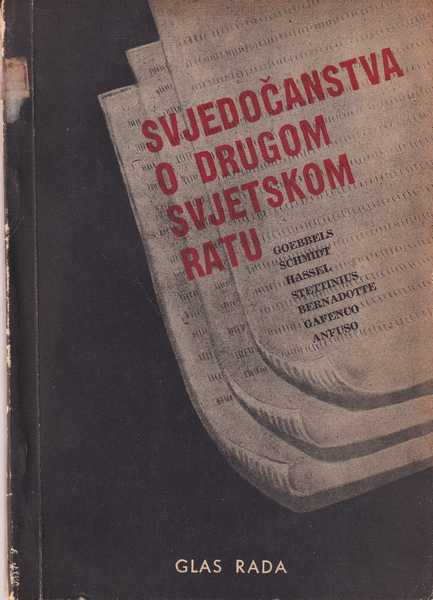 SVJEDOČANSTVA
O DRUGOM
SVJETSKOM
RATU
GOEBBELS
SCHMIDT
HASSEL
STETTINIUS
BERNADOTTE
GAFENCO
ANFUSO
GLAS RADA